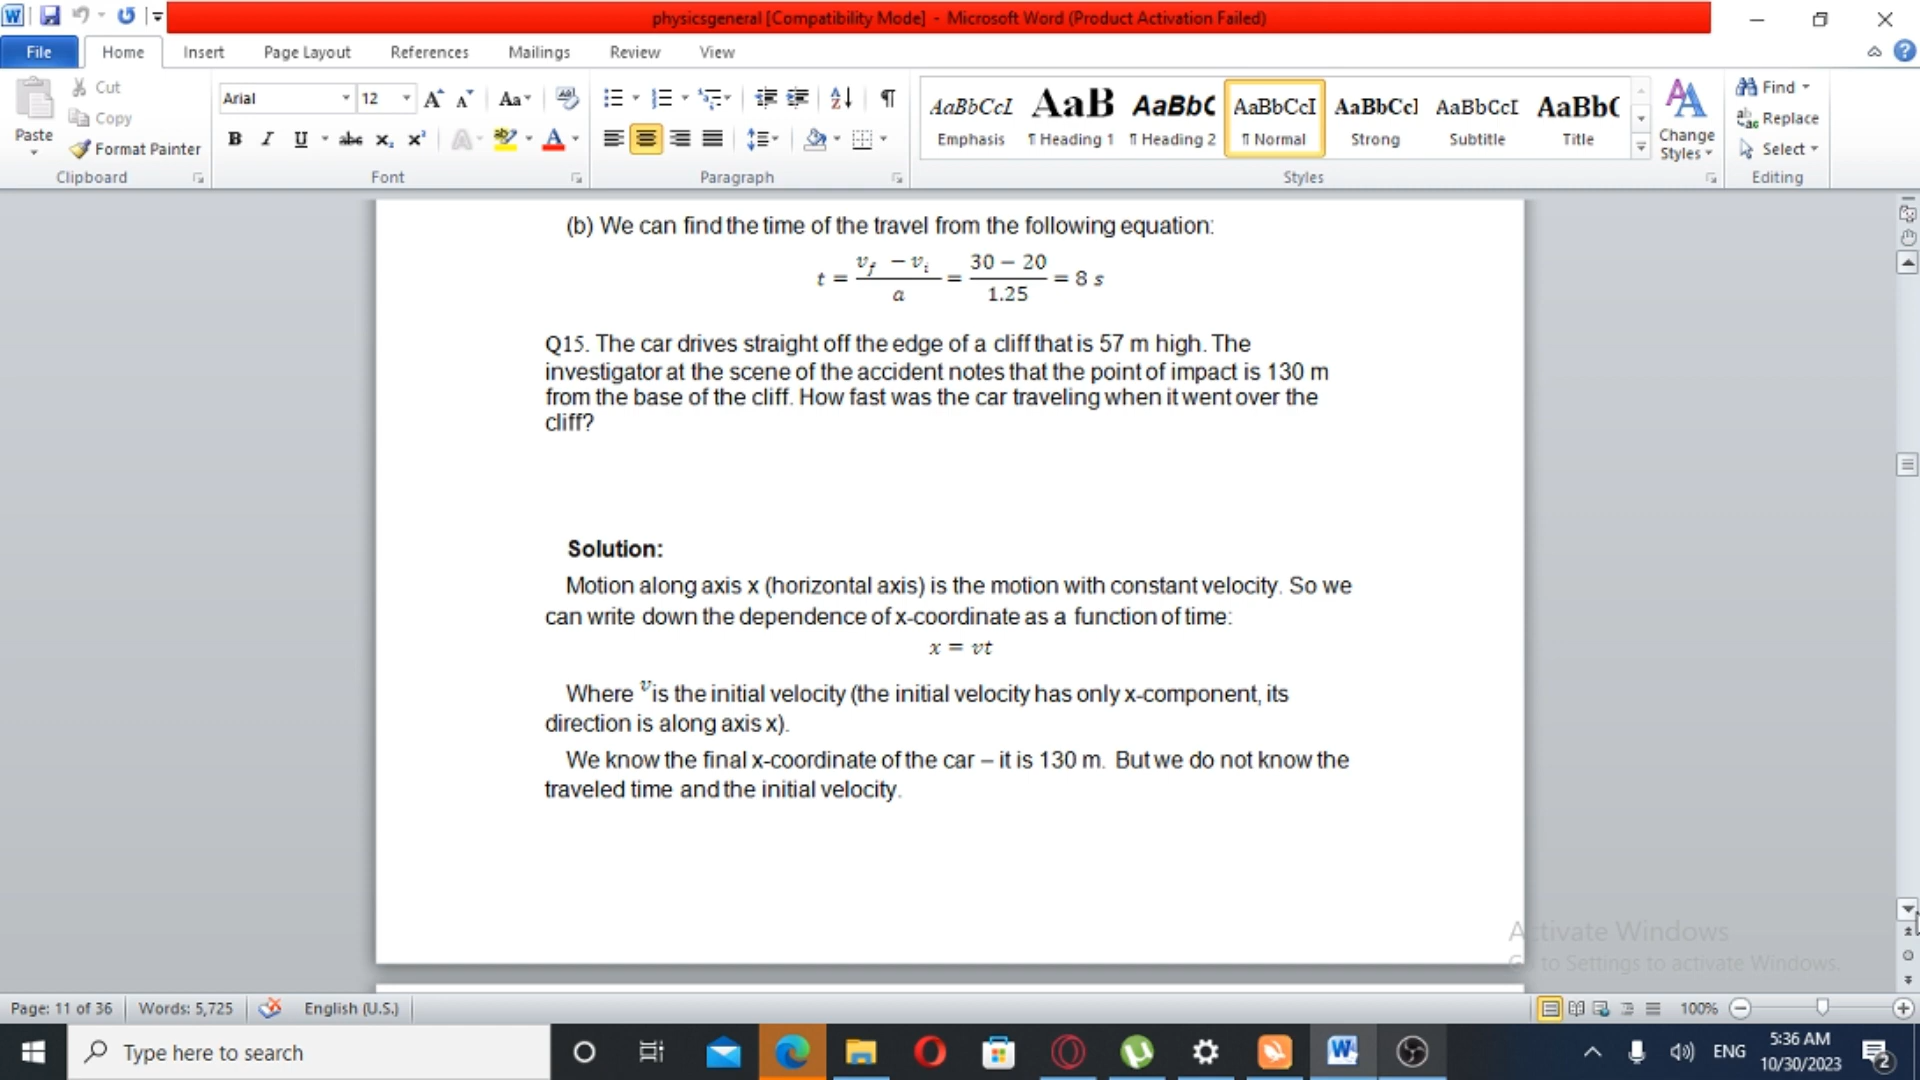 physicsgeneral [Compatibility Mode] - Microsoft Word (Product Activation Failed)
File Home Insert Page Layout References Mailings Review View
Paste
Cut
Copy
Format Painter
Clipboard
Arial 12
Font
Paragraph
AaBbCcI AaB AaBbC AaBbCcI AaBbCcI AaBbCcI AaBb(
Emphasis ¶ Heading 1 ¶ Heading 2 ¶ Normal Strong Subtitle Title
Styles
Change Styles
Find
Replace
Select
Editing
(b) We can find the time of the travel from the following equation:
t = (v_f − v_i)/a = (30 − 20)/1.25 = 8 s
Q15. The car drives straight off the edge of a cliff that is 57 m high. The
investigator at the scene of the accident notes that the point of impact is 130 m
from the base of the cliff. How fast was the car traveling when it went over the
cliff?
Solution:
Motion along axis x (horizontal axis) is the motion with constant velocity. So we
can write down the dependence of x-coordinate as a function of time:
x = vt
Where v is the initial velocity (the initial velocity has only x-component, its
direction is along axis x).
We know the final x-coordinate of the car – it is 130 m. But we do not know the
traveled time and the initial velocity.
Activate Windows
Go to Settings to activate Windows.
Page: 11 of 36 Words: 5,725 English (U.S.) 100%
Type here to search
ENG
5:36 AM
10/30/2023
2